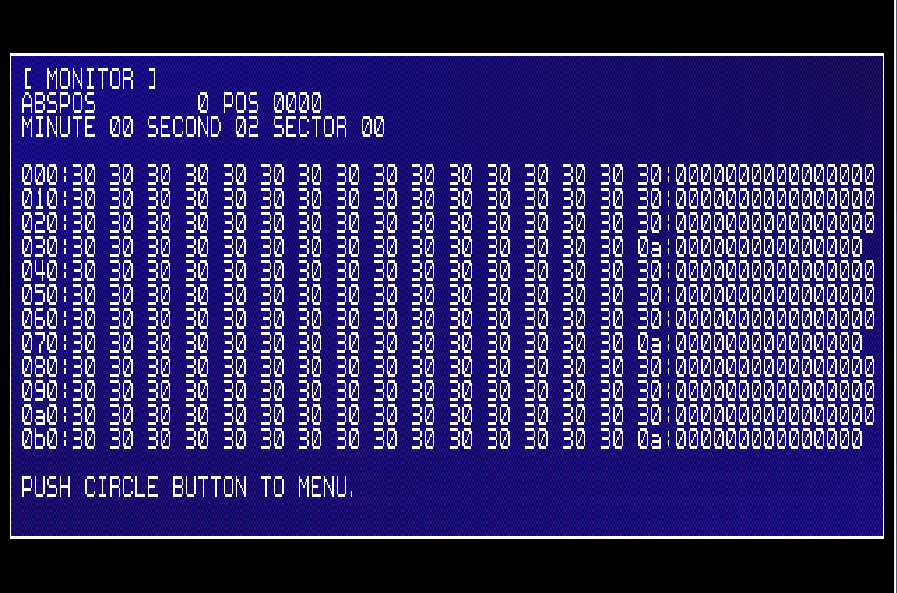 [ MONITOR ]
ABSPOS        0 POS 0000
MINUTE 00 SECOND 02 SECTOR 00
000:30 30 30 30 30 30 30 30 30 30 30 30 30 30 30 30:0000000000000000
010:30 30 30 30 30 30 30 30 30 30 30 30 30 30 30 30:0000000000000000
020:30 30 30 30 30 30 30 30 30 30 30 30 30 30 30 30:0000000000000000
030:30 30 30 30 30 30 30 30 30 30 30 30 30 30 30 0a:000000000000000
040:30 30 30 30 30 30 30 30 30 30 30 30 30 30 30 30:0000000000000000
050:30 30 30 30 30 30 30 30 30 30 30 30 30 30 30 30:0000000000000000
060:30 30 30 30 30 30 30 30 30 30 30 30 30 30 30 30:0000000000000000
070:30 30 30 30 30 30 30 30 30 30 30 30 30 30 30 0a:000000000000000
080:30 30 30 30 30 30 30 30 30 30 30 30 30 30 30 30:0000000000000000
090:30 30 30 30 30 30 30 30 30 30 30 30 30 30 30 30:0000000000000000
0a0:30 30 30 30 30 30 30 30 30 30 30 30 30 30 30 30:0000000000000000
0b0:30 30 30 30 30 30 30 30 30 30 30 30 30 30 30 0a:000000000000000
PUSH CIRCLE BUTTON TO MENU.